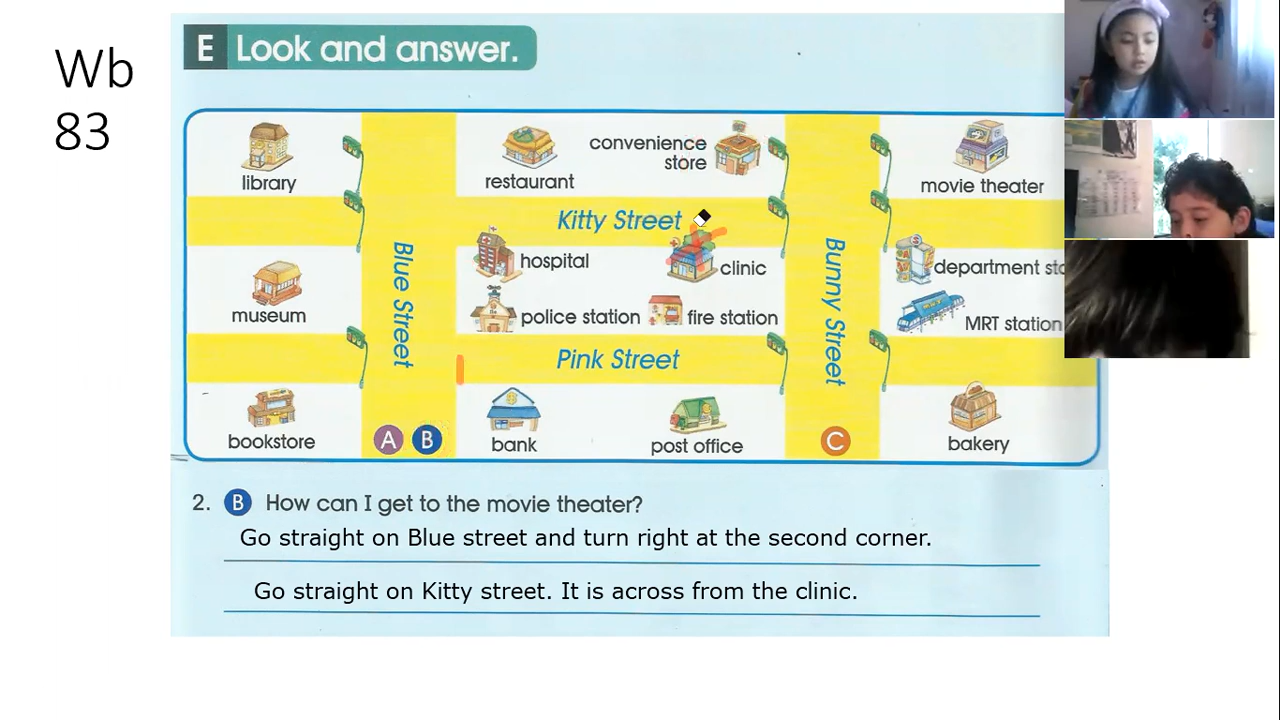 Wb
83
E Look and answer.
library
restaurant
convenience
store
movie theater
Kitty Street
hospital
clinic
department sto
museum
police station
fire station
MRT station
Blue Street
Bunny Street
Pink Street
bookstore
A B
bank
post office
C
bakery
2. B How can I get to the movie theater?
Go straight on Blue street and turn right at the second corner.
Go straight on Kitty street. It is across from the clinic.